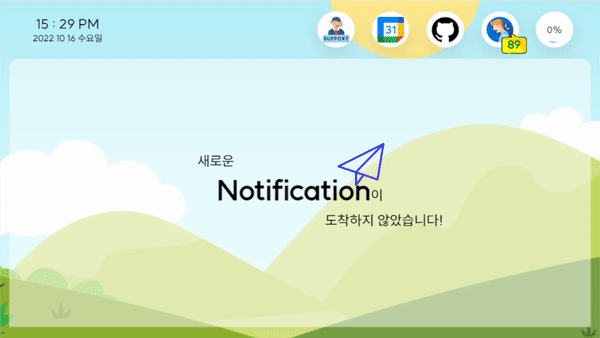 15 : 29 PM
2022 10 16 수요일
SUPPORT
31
89
0%
새로운
Notification이
도착하지 않았습니다!